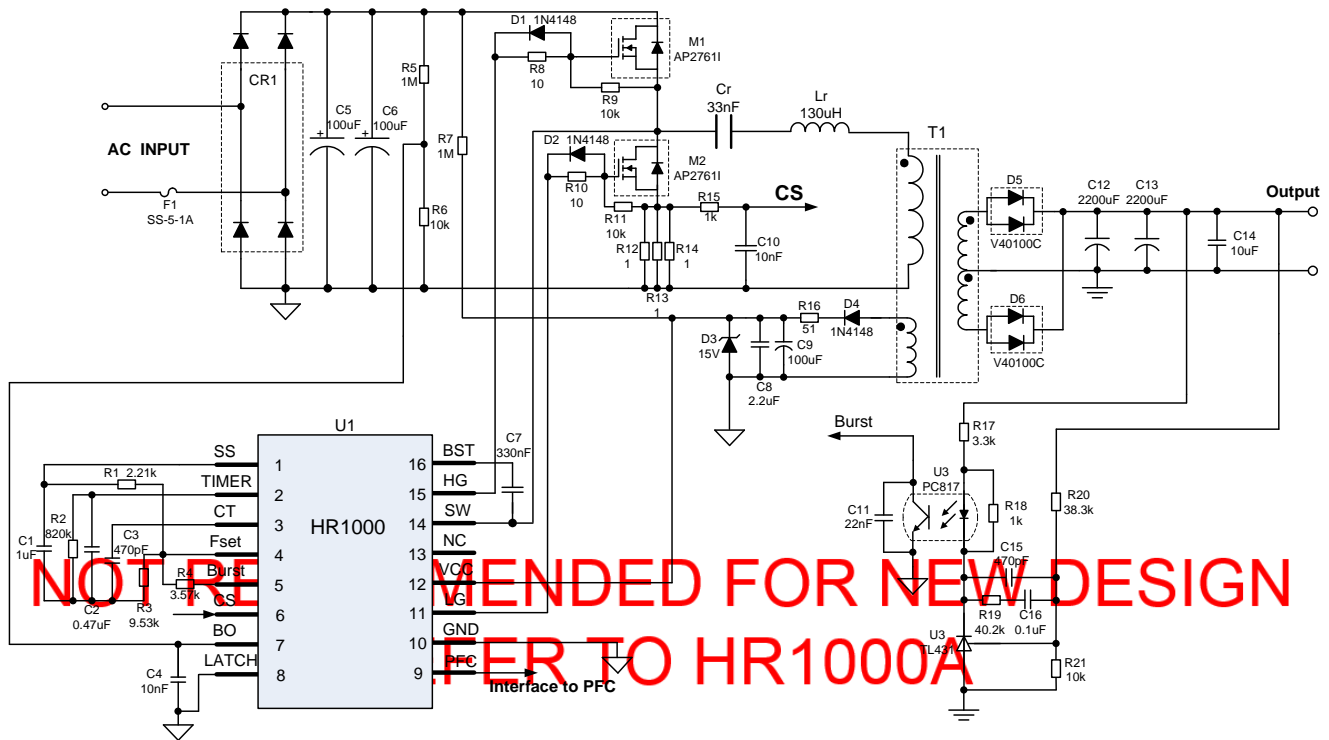 D1 1N4148
M1
AP2761I
R8
10
CR1
R5
1M
C5
100uF
+
C6
100uF
+
R9
10k
Cr
33nF
Lr
130uH
T1
R7
1M
D2 1N4148
M2
AP2761I
R10
10
AC INPUT
F1
SS-5-1A
R6
10k
R11
10k
R15
1k
CS
R12
1
R14
1
R13
1
C10
10nF
D5
V40100C
C12
2200uF
C13
2200uF
Output
C14
10uF
D6
V40100C
R16
51
D4
1N4148
D3
15V
C9
100uF
C8
2.2uF
U1
HR1000
SS
TIMER
CT
Fset
Burst
CS
BO
LATCH
1
2
3
4
5
6
7
8
16
15
14
13
12
11
10
9
BST
HG
SW
NC
VCC
LG
GND
PFC
C7
330nF
R1 2.21k
R2
820k
C1
1uF
C3
470pF
C2
0.47uF
R3
9.53k
R4
3.57k
C4
10nF
Interface to PFC
Burst
R17
3.3k
U3
PC817
C11
22nF
R18
1k
R20
38.3k
C15
470pF
R19
40.2k
C16
0.1uF
U3
TL431
R21
10k
NOT RE MENDED FOR NEW DESIGN
EFER TO HR1000A